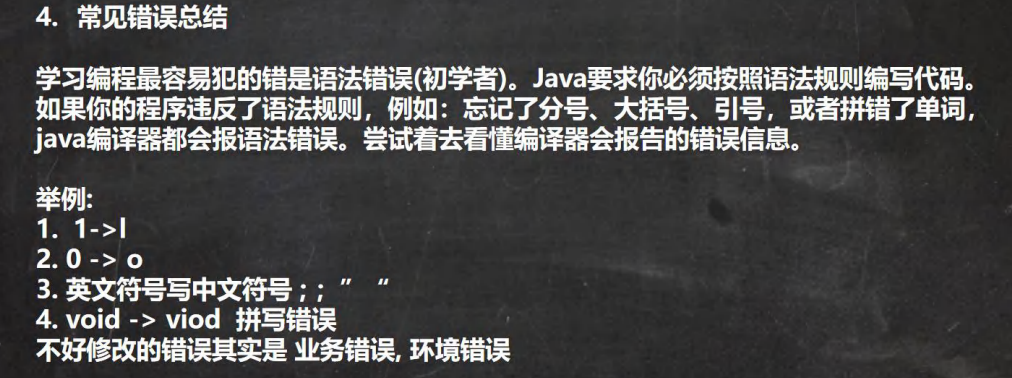 4. 常见错误总结
学习编程最容易犯的错是语法错误(初学者)。Java要求你必须按照语法规则编写代码。
如果你的程序违反了语法规则，例如：忘记了分号、大括号、引号，或者拼错了单词，
java编译器都会报语法错误。尝试着去看懂编译器会报告的错误信息。
举例:
1. 1->l
2. 0 -> o
3. 英文符号写中文符号 ; ; ” “
4. void -> viod 拼写错误
不好修改的错误其实是 业务错误, 环境错误